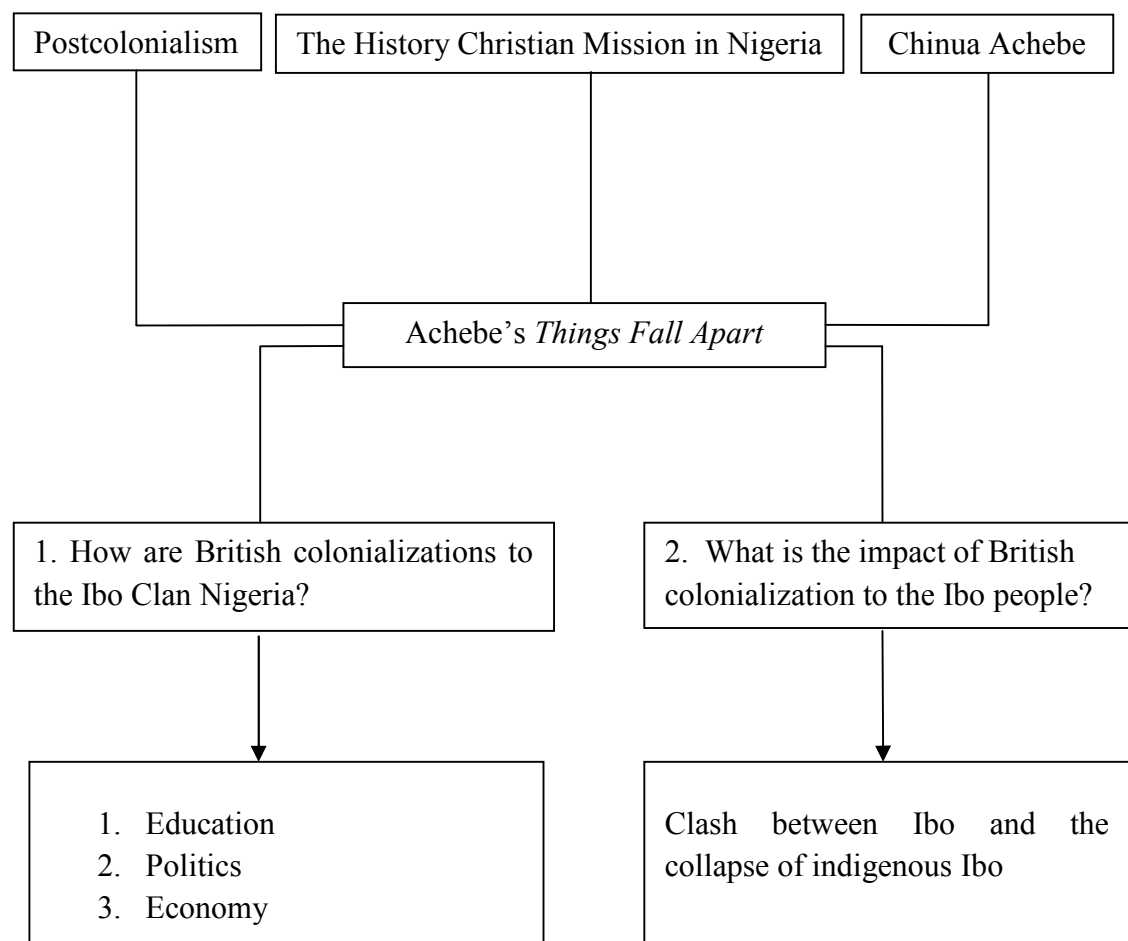 Postcolonialism
The History Christian Mission in Nigeria
Chinua Achebe
Achebe’s Things Fall Apart
1. How are British colonializations to
the Ibo Clan Nigeria?
2. What is the impact of British
colonialization to the Ibo people?
1. Education
2. Politics
3. Economy
Clash between Ibo and the
collapse of indigenous Ibo